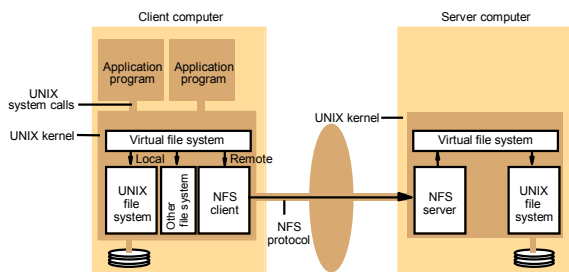 Client computer
Server computer
Application
program
Application
program
UNIX
system calls
UNIX kernel
UNIX kernel
Virtual file system
Virtual file system
Local
Remote
UNIX
file
system
Other
file system
NFS
client
NFS
protocol
NFS
server
UNIX
file
system